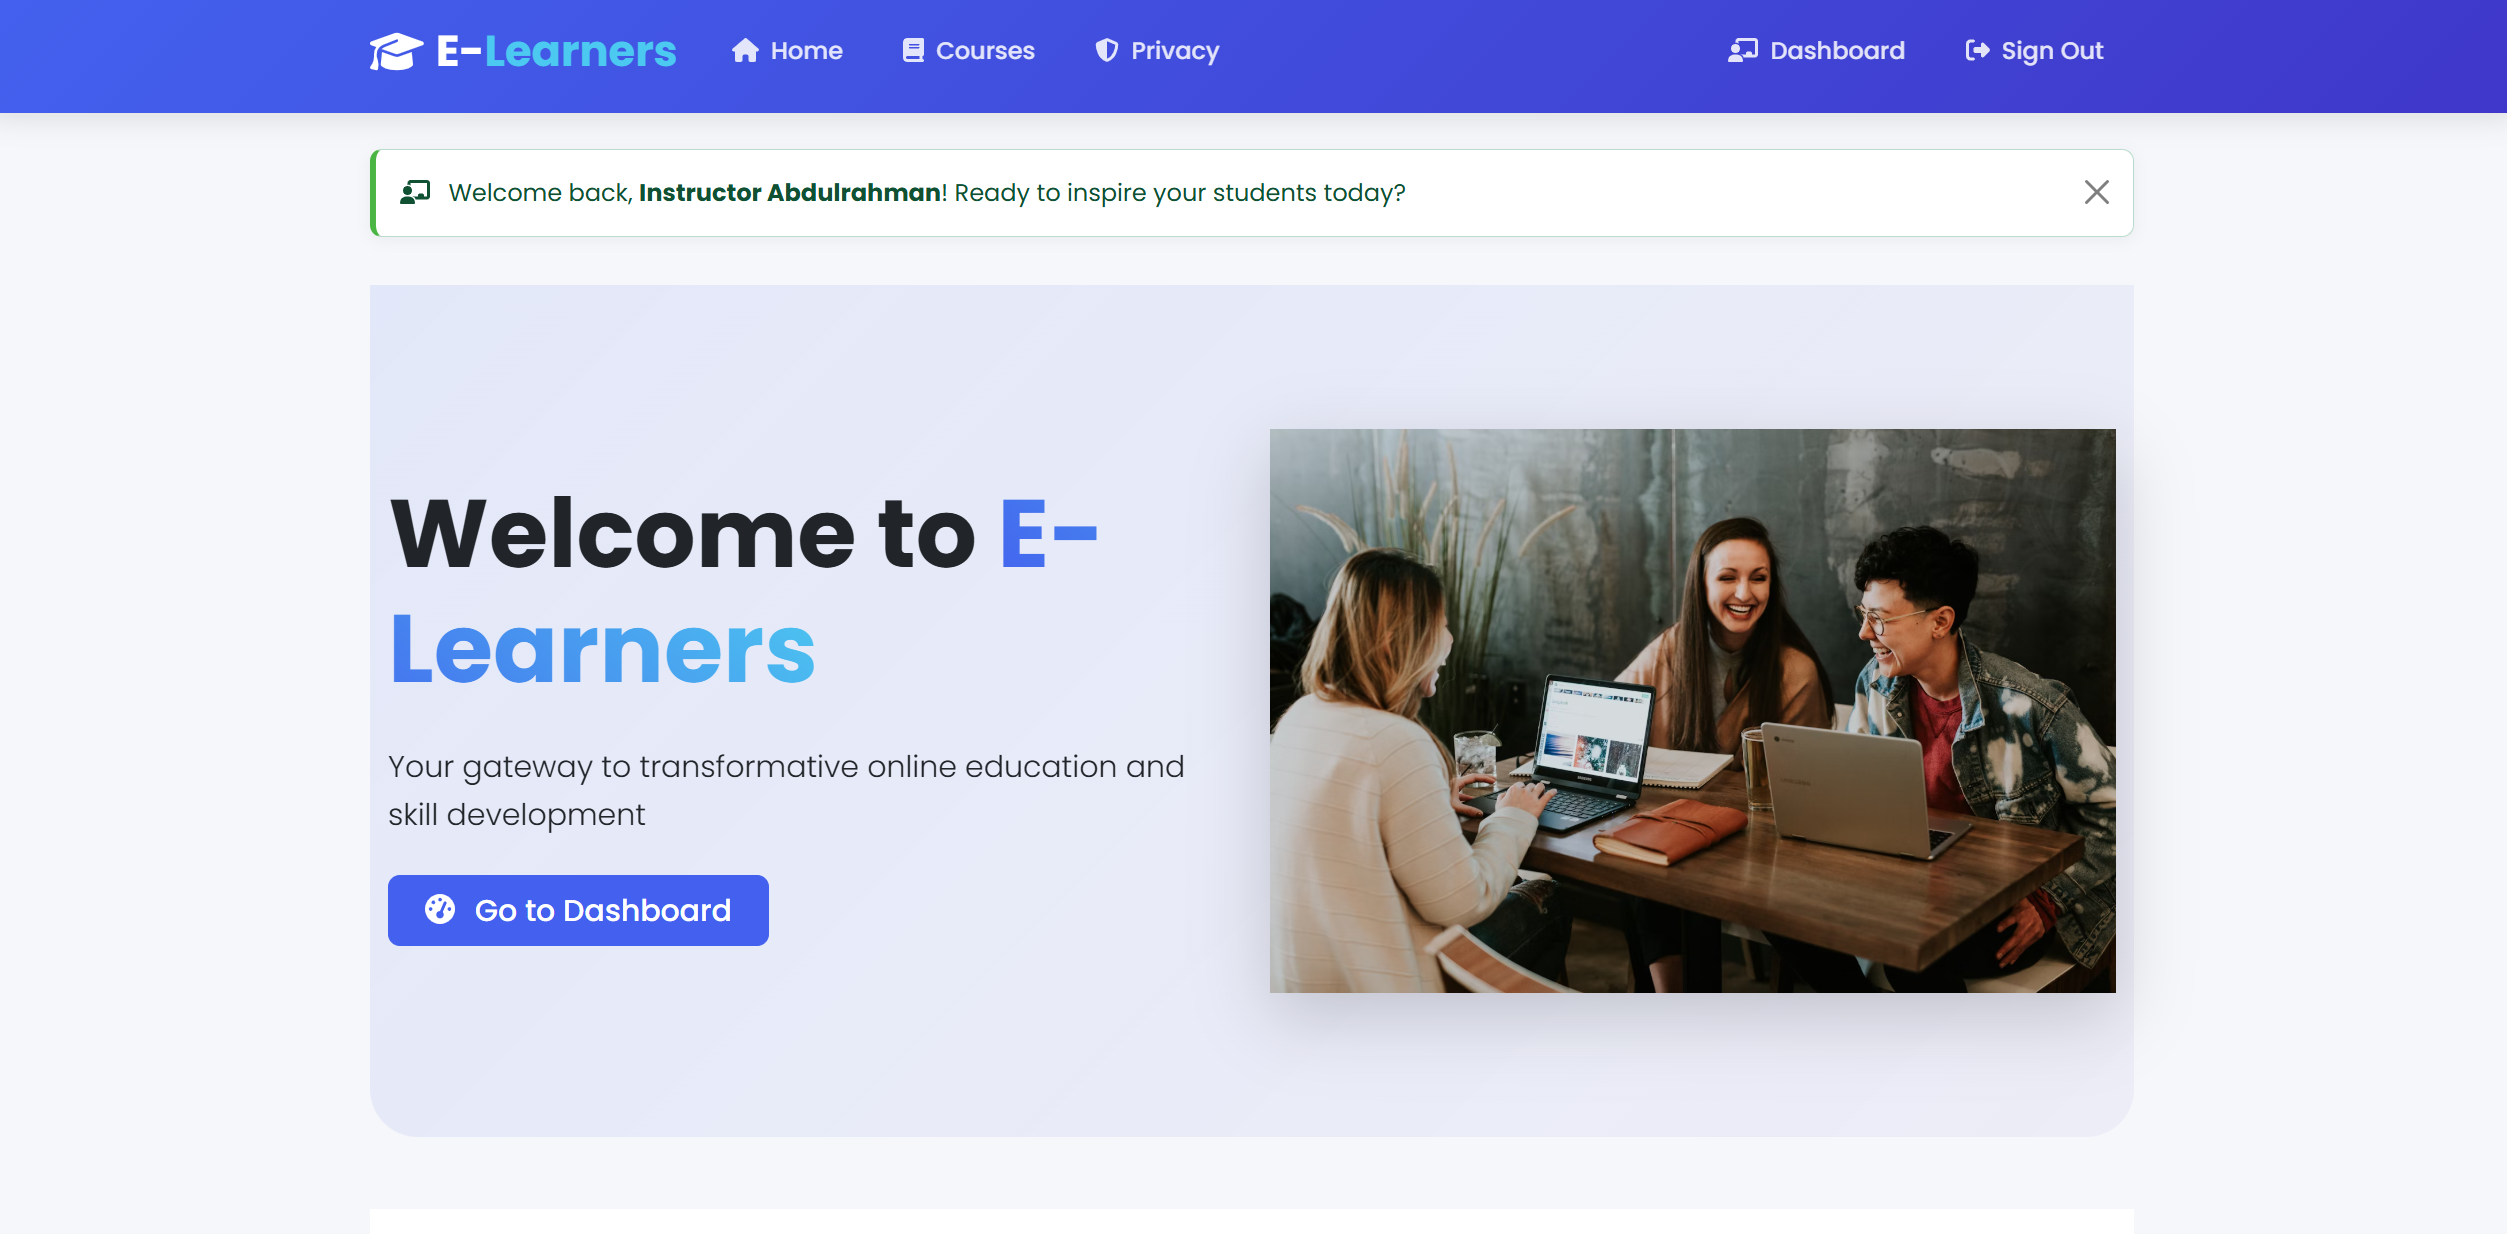 E-Learners Home Courses Privacy Dashboard Sign Out
Welcome back, Instructor Abdulrahman! Ready to inspire your students today?
Welcome to E-
Learners
Your gateway to transformative online education and
skill development
Go to Dashboard